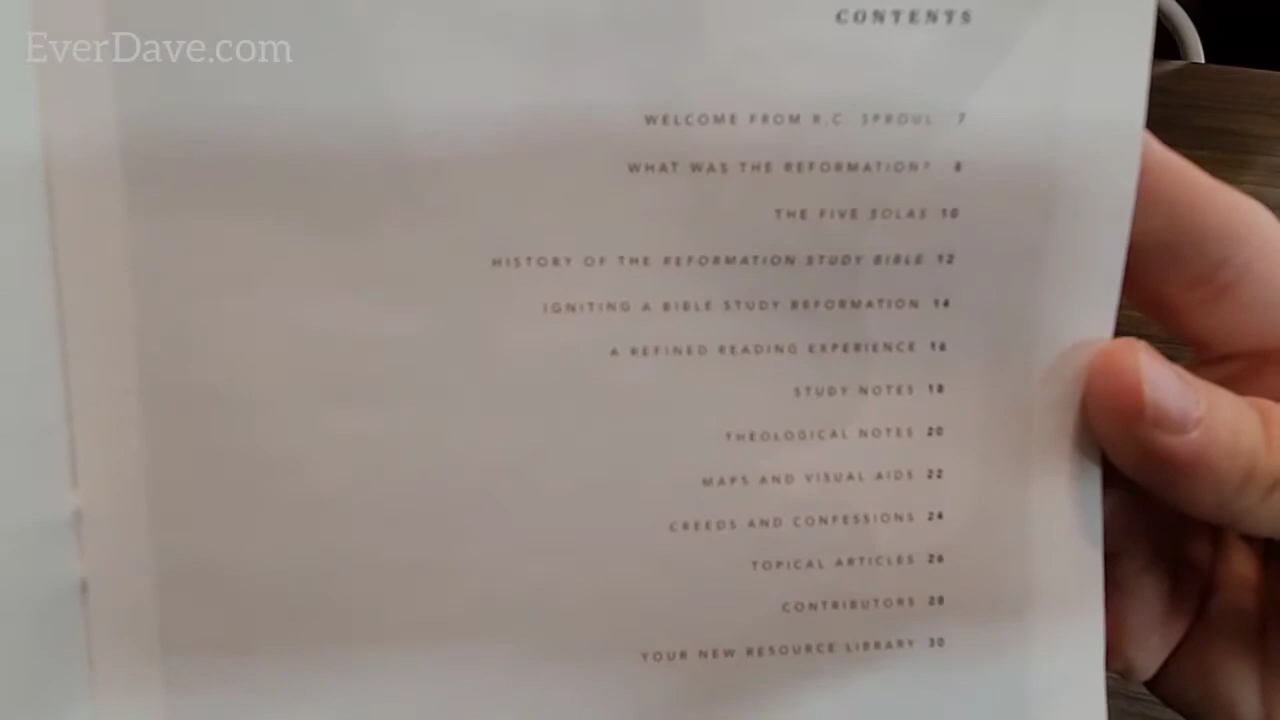 EverDave.com
CONTENTS
WELCOME FROM R.C. SPROUL 7
WHAT WAS THE REFORMATION? 8
THE FIVE SOLAS 10
HISTORY OF THE REFORMATION STUDY BIBLE 12
IGNITING A BIBLE STUDY REFORMATION 14
A REFINED READING EXPERIENCE 16
STUDY NOTES 18
THEOLOGICAL NOTES 20
MAPS AND VISUAL AIDS 22
CREEDS AND CONFESSIONS 24
TOPICAL ARTICLES 26
CONTRIBUTORS 28
YOUR NEW RESOURCE LIBRARY 30